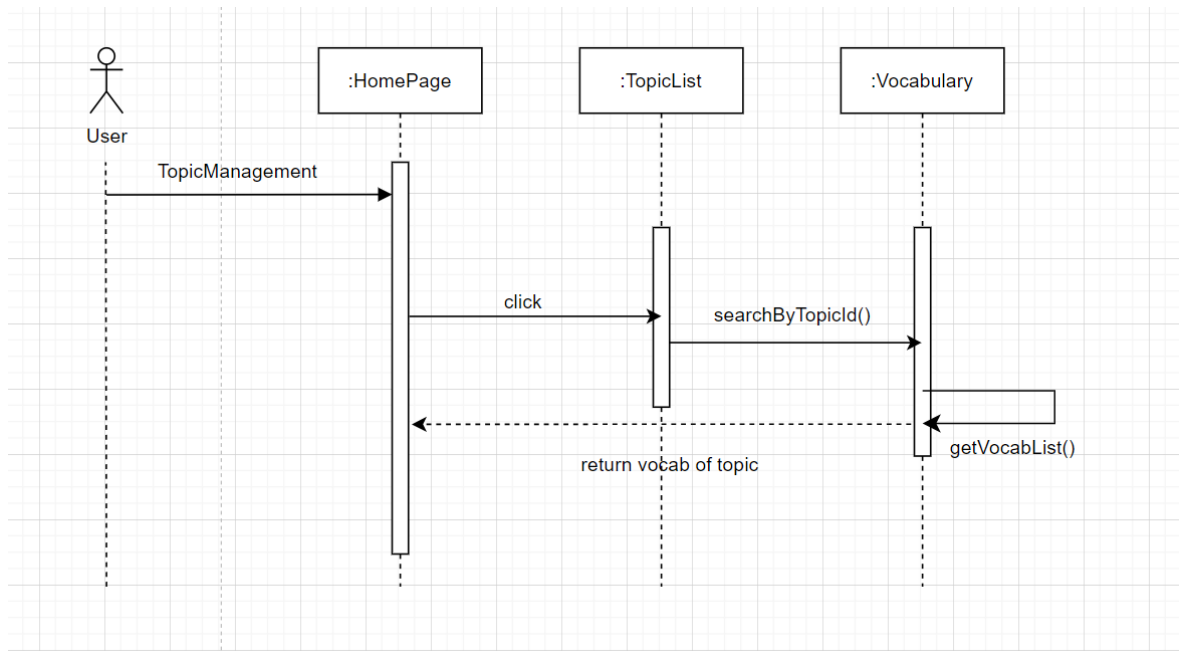 :HomePage
:TopicList
:Vocabulary
User
TopicManagement
click
searchByTopicId()
getVocabList()
return vocab of topic